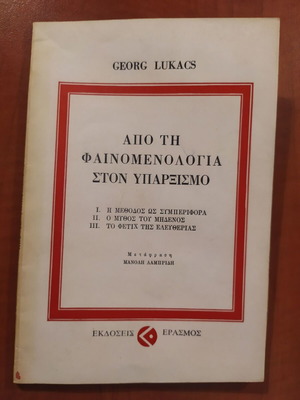 GEORG LUKACS
ΑΠΟ ΤΗ
ΦΑΙΝΟΜΕΝΟΛΟΓΙΑ
ΣΤΟΝ ΥΠΑΡΞΙΣΜΟ
I. Η ΜΕΘΟΔΟΣ ΩΣ ΣΥΜΠΕΡΙΦΟΡΑ
II. Ο ΜΥΘΟΣ ΤΟΥ ΜΗΔΕΝΟΣ
III. ΤΟ ΦΕΤΙΧ ΤΗΣ ΕΛΕΥΘΕΡΙΑΣ
Μετάφραση
ΜΑΝΟΛΗ ΛΑΜΠΡΙΔΗ
ΕΚΔΟΣΕΙΣ ΕΡΑΣΜΟΣ